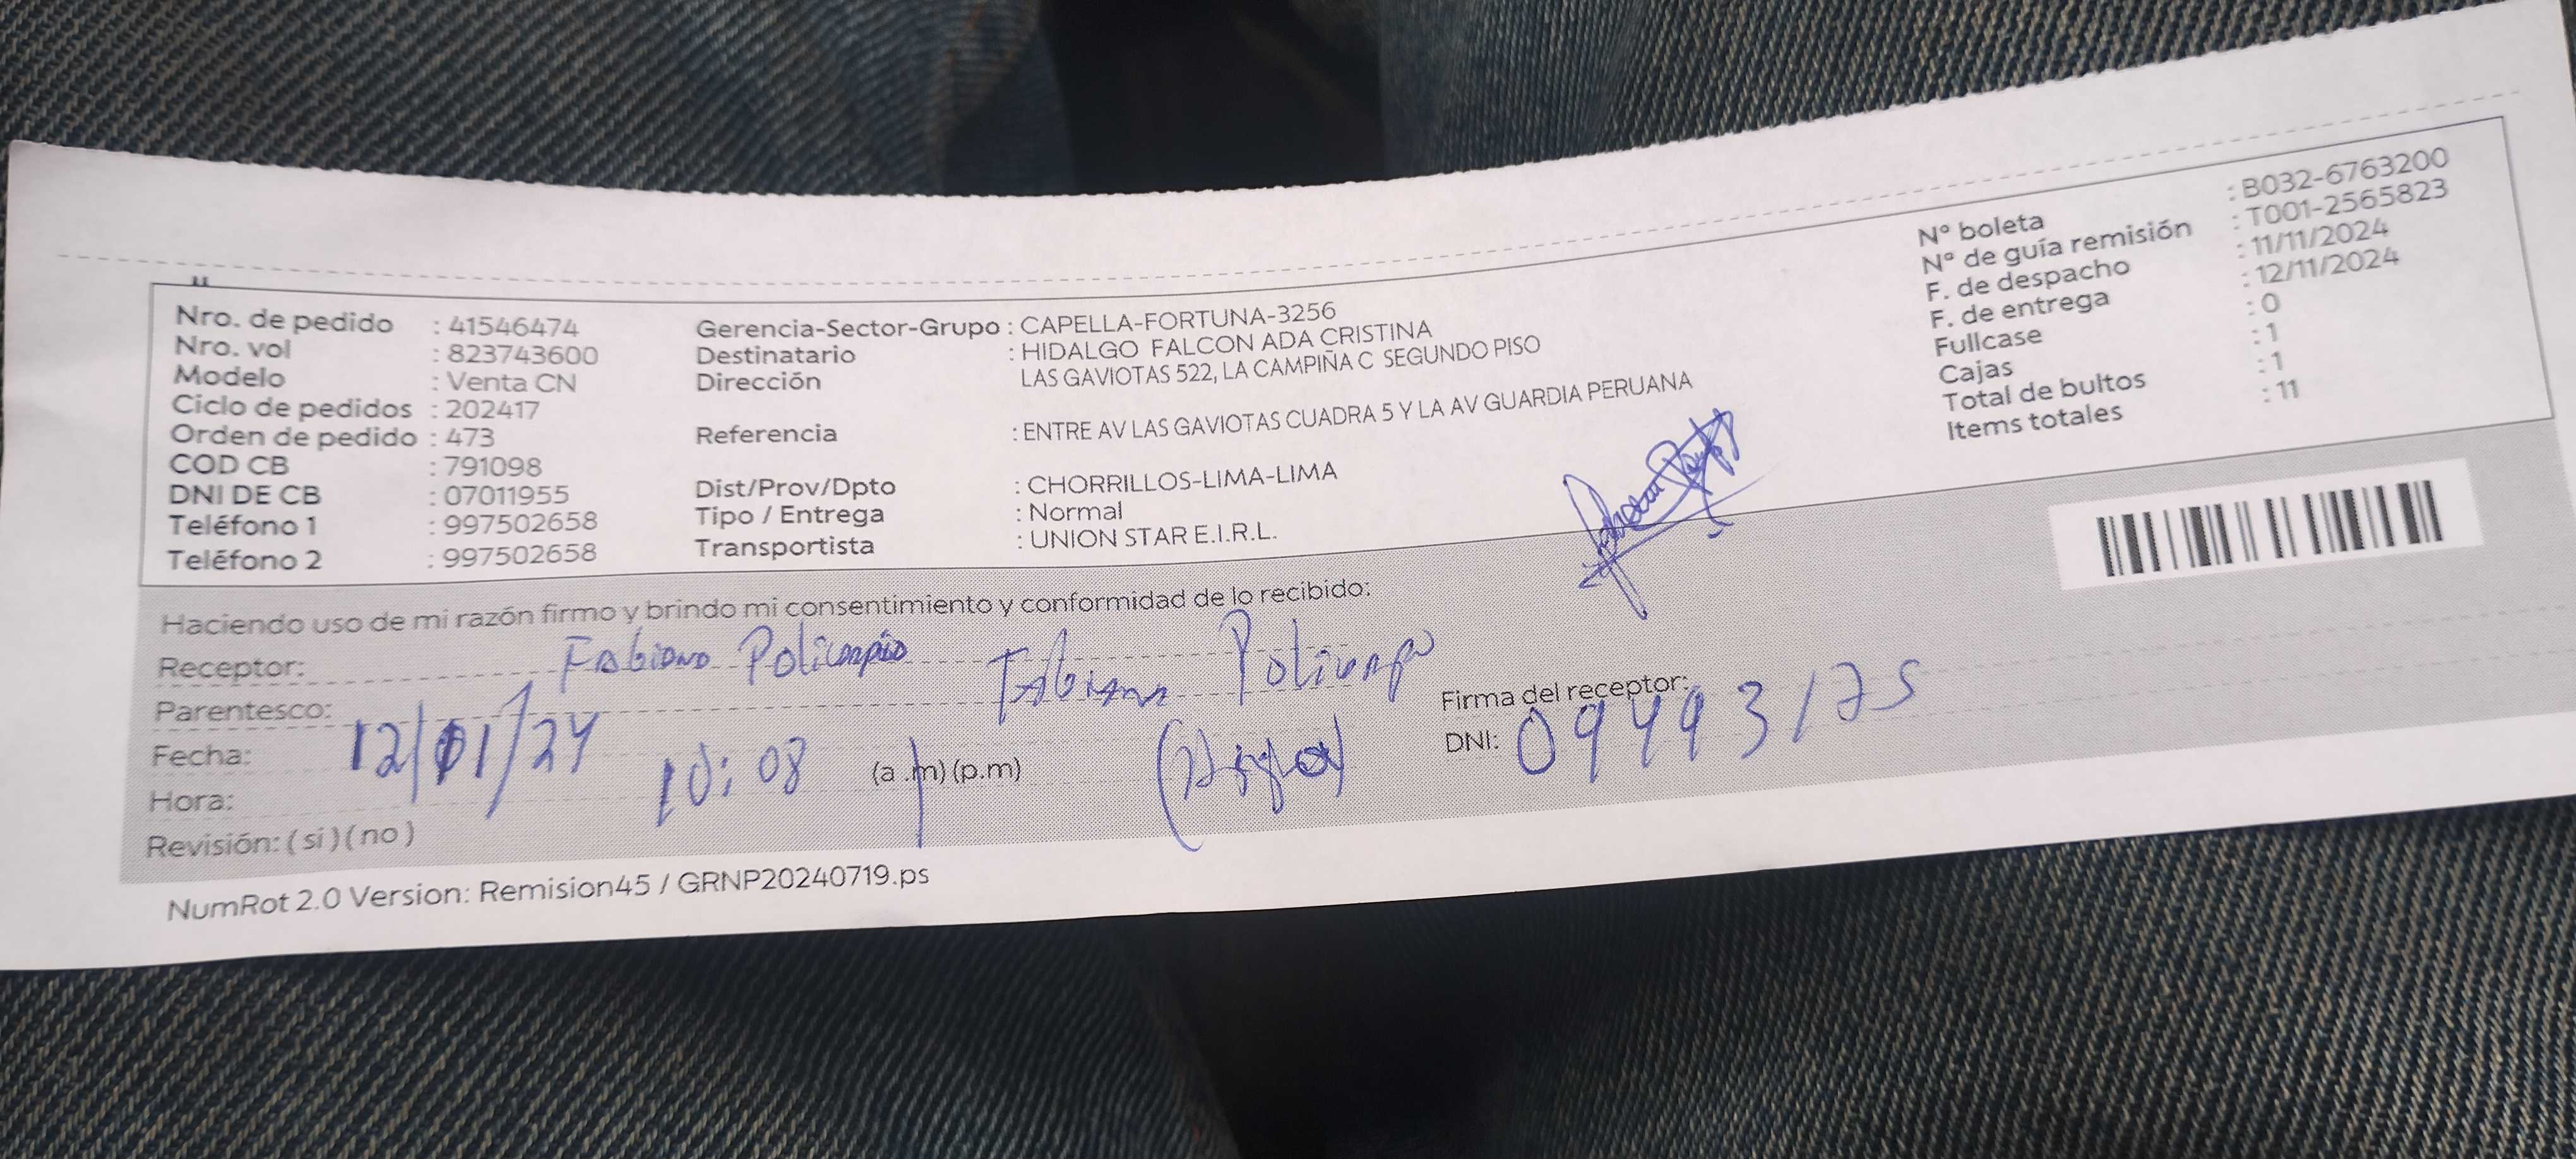 Nro. de pedido : 41546474
Nro. vol : 823743600
Modelo : Venta CN
Ciclo de pedidos : 202417
Orden de pedido : 473
COD CB : 791098
DNI DE CB : 07011955
Teléfono 1 : 997502658
Teléfono 2 : 997502658
Gerencia-Sector-Grupo : CAPELLA-FORTUNA-3256
Destinatario : HIDALGO FALCON ADA CRISTINA
Dirección LAS GAVIOTAS 522, LA CAMPIÑA C SEGUNDO PISO
Referencia : ENTRE AV LAS GAVIOTAS CUADRA 5 Y LA AV GUARDIA PERUANA
Dist/Prov/Dpto : CHORRILLOS-LIMA-LIMA
Tipo / Entrega : Normal
Transportista : UNION STAR E.I.R.L.
N° boleta : B032-6763200
N° de guía remisión : T001-2565823
F. de despacho : 11/11/2024
F. de entrega : 12/11/2024
Fullcase : 0
Cajas : 1
Total de bultos : 1
Items totales : 11
Haciendo uso de mi razón firmo y brindo mi consentimiento y conformidad de lo recibido:
Receptor: Fabiano Policarpio Fabiano Policarpo
Parentesco:
Fecha: 12/11/24
Hora: 10:08 (a .m) (p.m)
Revisión: ( si ) ( no )
Firma del receptor:
DNI: 09493175
NumRot 2.0 Version: Remision45 / GRNP20240719.ps